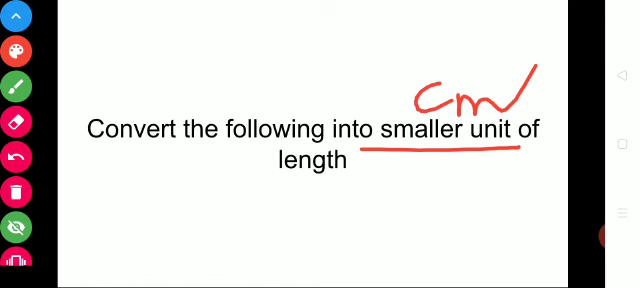 cm
Convert the following into smaller unit of
length